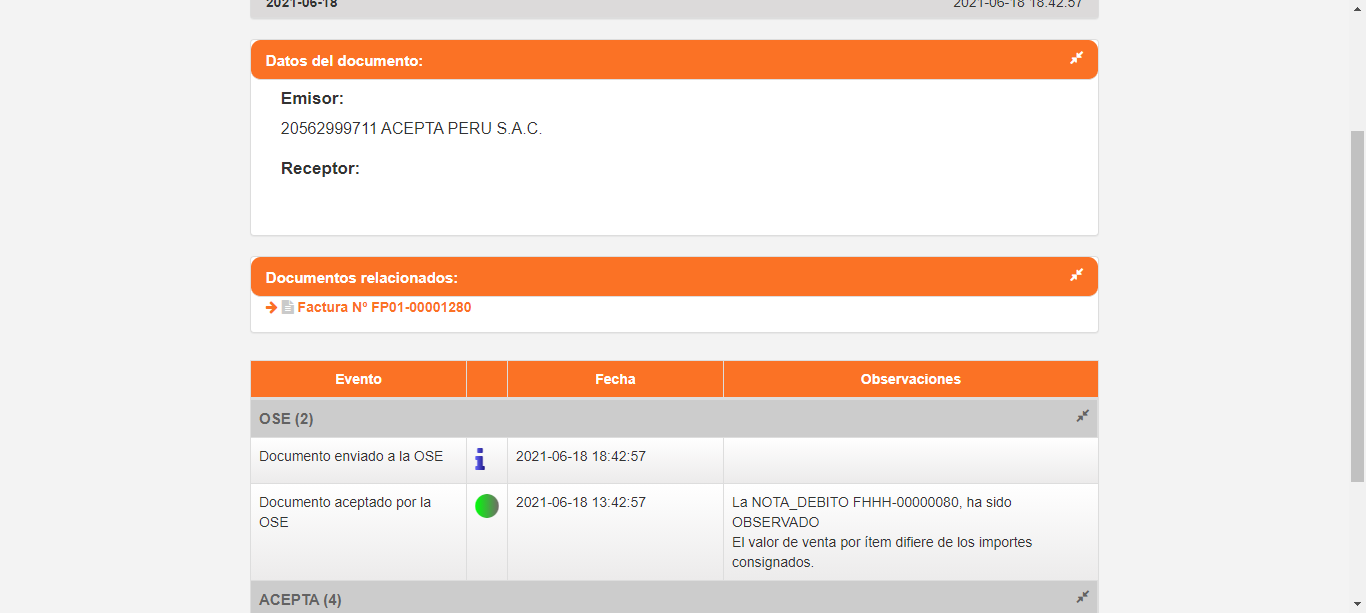 2021-06-18 2021-06-18 18:42:57
Datos del documento:
Emisor:
20562999711 ACEPTA PERU S.A.C.
Receptor:
Documentos relacionados:
Factura Nº FP01-00001280
Evento Fecha Observaciones
OSE (2)
Documento enviado a la OSE 2021-06-18 18:42:57
Documento aceptado por la 2021-06-18 13:42:57 La NOTA_DEBITO FHHH-00000080, ha sido
OSE OBSERVADO
El valor de venta por ítem difiere de los importes
consignados.
ACEPTA (4)